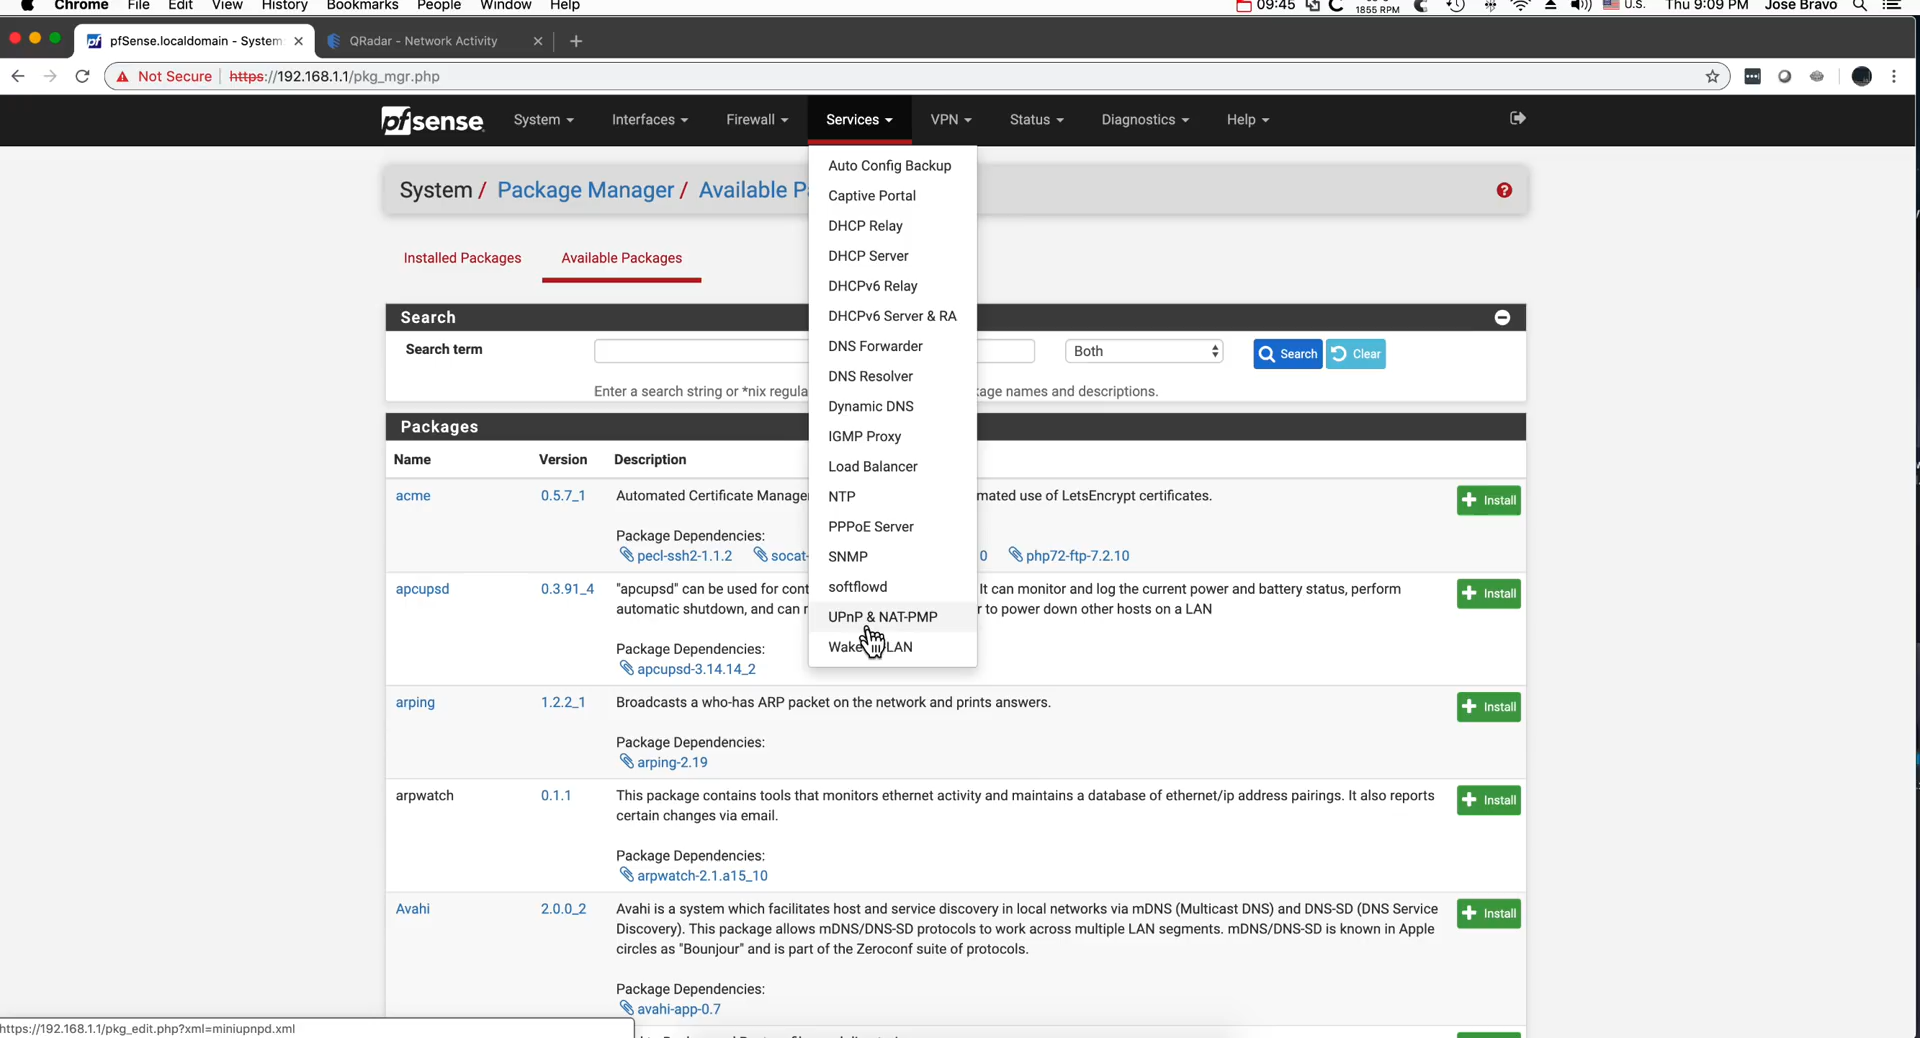 Chrome File Edit View History Bookmarks People Window Help 09:45 1855 RPM U.S. Thu 9:09 PM Jose Bravo
pfSense.localdomain - System: QRadar - Network Activity
Not Secure https://192.168.1.1/pkg_mgr.php
pfsense System Interfaces Firewall Services VPN Status Diagnostics Help
Auto Config Backup
Captive Portal
DHCP Relay
DHCP Server
DHCPv6 Relay
DHCPv6 Server & RA
DNS Forwarder
DNS Resolver
Dynamic DNS
IGMP Proxy
Load Balancer
NTP
PPPoE Server
SNMP
softflowd
UPnP & NAT-PMP
LAN
System / Package Manager / Available
Installed Packages Available Packages
Search
Search term Both Search Clear
Enter a search string or *nix regula age names and descriptions.
Packages
Name Version Description
acme 0.5.7_1 Automated Certificate Manage mated use of LetsEncrypt certificates. Install
Package Dependencies:
pecl-ssh2-1.1.2 socat- 0 php72-ftp-7.2.10
apcupsd 0.3.91_4 "apcupsd" can be used for cont It can monitor and log the current power and battery status, perform Install
automatic shutdown, and can r to power down other hosts on a LAN
Package Dependencies:
apcupsd-3.14.14_2
arping 1.2.2_1 Broadcasts a who-has ARP packet on the network and prints answers. Install
Package Dependencies:
arping-2.19
arpwatch 0.1.1 This package contains tools that monitors ethernet activity and maintains a database of ethernet/ip address pairings. It also reports Install
certain changes via email.
Package Dependencies:
arpwatch-2.1.a15_10
Avahi 2.0.0_2 Avahi is a system which facilitates host and service discovery in local networks via mDNS (Multicast DNS) and DNS-SD (DNS Service Install
Discovery). This package allows mDNS/DNS-SD protocols to work across multiple LAN segments. mDNS/DNS-SD is known in Apple
circles as "Bounjour" and is part of the Zeroconf suite of protocols.
Package Dependencies:
avahi-app-0.7
https://192.168.1.1/pkg_edit.php?xml=miniupnpd.xml